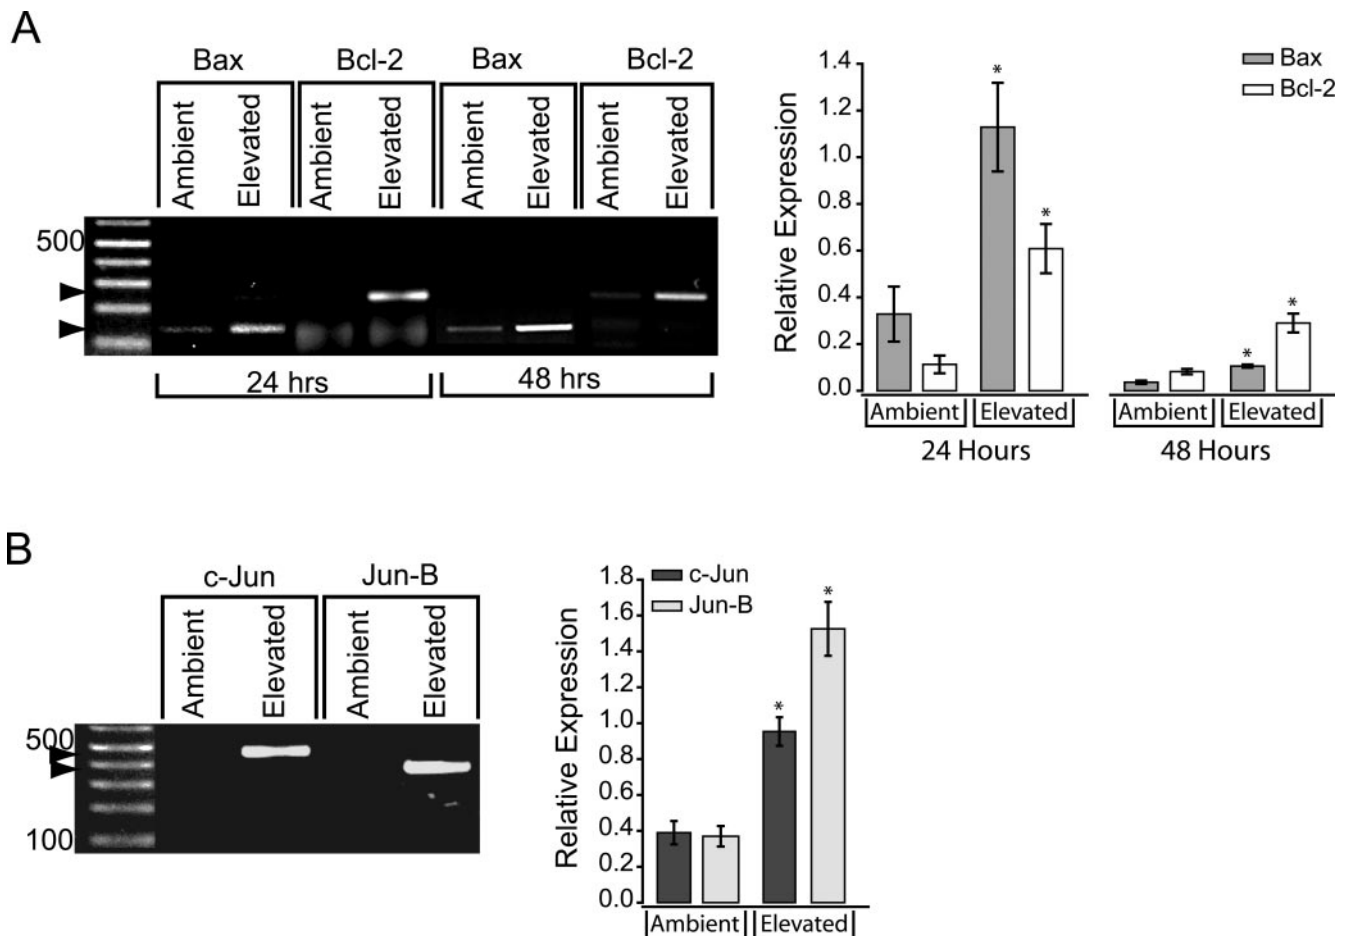 A
Bax Bcl-2 Bax Bcl-2
Ambient Elevated Ambient Elevated Ambient Elevated Ambient Elevated
500
24 hrs 48 hrs
Relative Expression
1.4
1.2
1.0
0.8
0.6
0.4
0.2
0.0
Bax
Bcl-2
* * * *
Ambient Elevated Ambient Elevated
24 Hours 48 Hours
B
c-Jun Jun-B
Ambient Elevated Ambient Elevated
500
100
Relative Expression
1.8
1.6
1.4
1.2
1.0
0.8
0.6
0.4
0.2
0.0
c-Jun
Jun-B
* *
Ambient Elevated